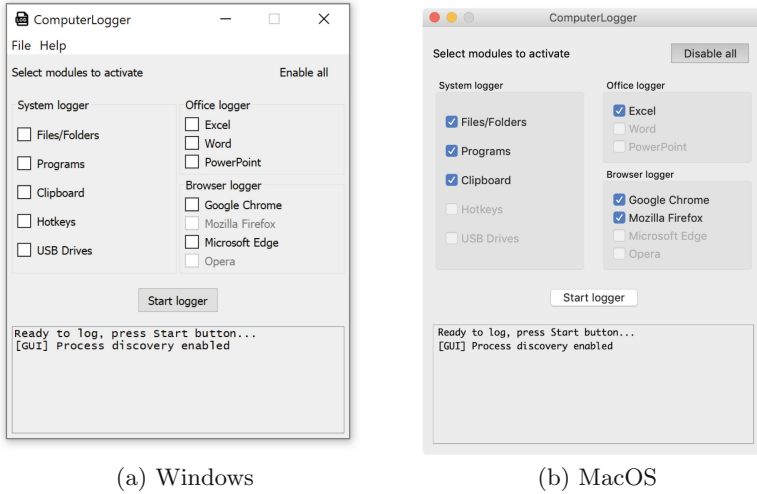 ComputerLogger
File Help
Select modules to activate
Enable all
System logger
Files/Folders
Programs
Clipboard
Hotkeys
USB Drives
Office logger
Excel
Word
PowerPoint
Browser logger
Google Chrome
Mozilla Firefox
Microsoft Edge
Opera
Start logger
Ready to log, press Start button...
[GUI] Process discovery enabled
(a) Windows
ComputerLogger
Select modules to activate
Disable all
System logger
Files/Folders
Programs
Clipboard
Hotkeys
USB Drives
Office logger
Excel
Word
PowerPoint
Browser logger
Google Chrome
Mozilla Firefox
Microsoft Edge
Opera
Start logger
Ready to log, press Start button...
[GUI] Process discovery enabled
(b) MacOS